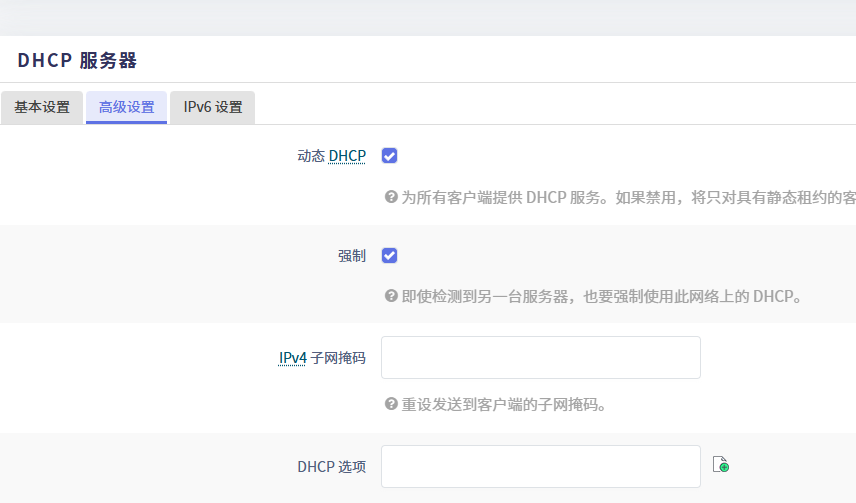 DHCP 服务器
基本设置 高级设置 IPv6 设置
动态 DHCP
为所有客户端提供 DHCP 服务。如果禁用，将只对具有静态租约的客
强制
即使检测到另一台服务器，也要强制使用此网络上的 DHCP。
IPv4 子网掩码
重设发送到客户端的子网掩码。
DHCP 选项